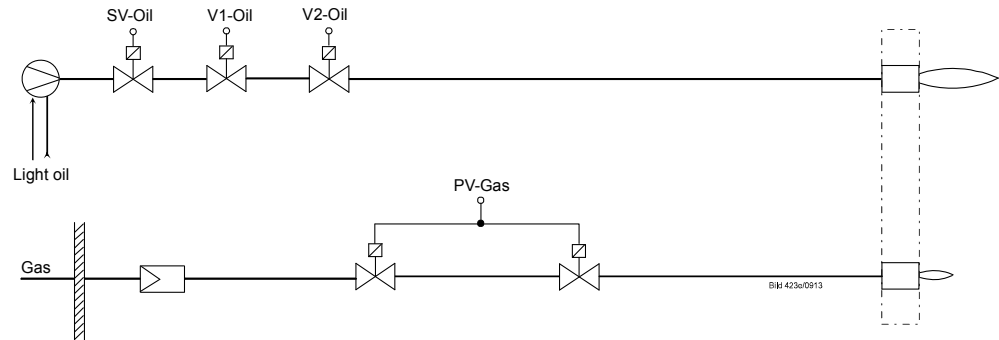 SV-Oil V1-Oil V2-Oil
Light oil
PV-Gas
Gas
Bild 423e/0913